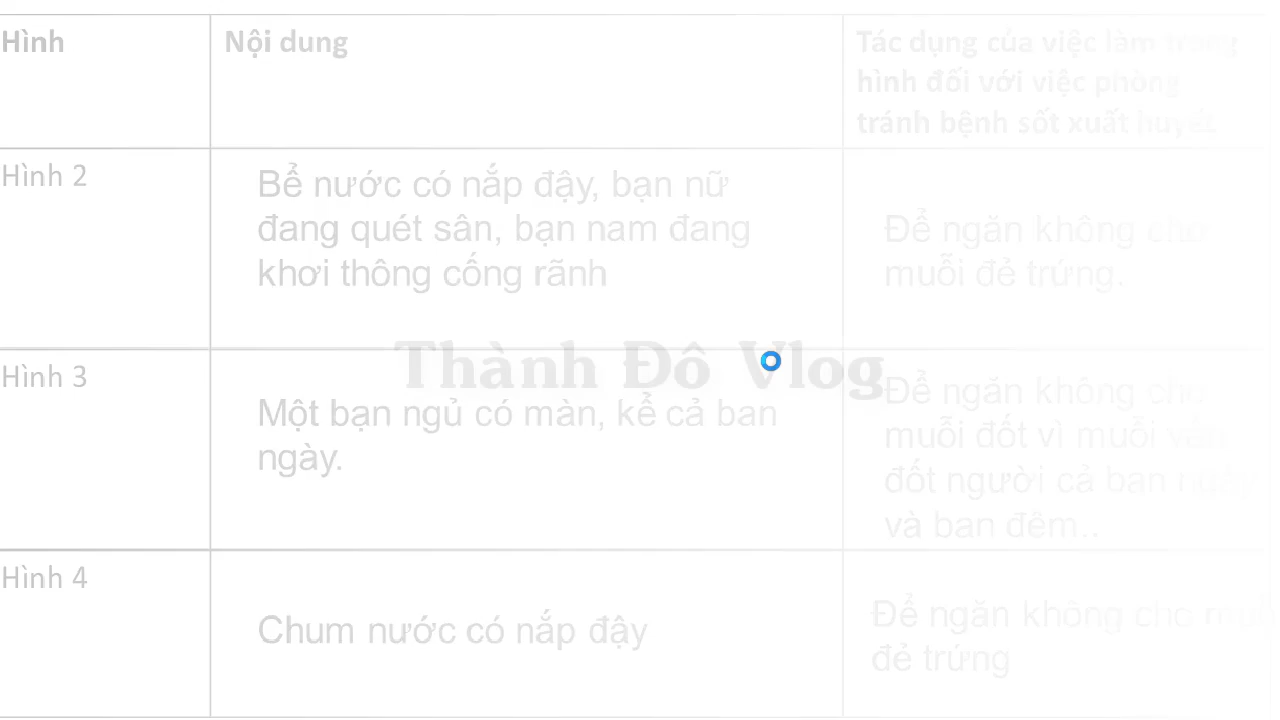 Hình
Nội dung
Tác dụng của việc làm trong
hình đối với việc phòng
tránh bệnh sốt xuất huyết
Hình 2
Bể nước có nắp đậy, bạn nữ
đang quét sân, bạn nam đang
khơi thông cống rãnh
Để ngăn không cho
muỗi đẻ trứng.
Thành Đô Vlog
Hình 3
Một bạn ngủ có màn, kể cả ban
ngày.
Để ngăn không cho
muỗi đốt vì muỗi vằn
đốt người cả ban ngày
và ban đêm..
Hình 4
Chum nước có nắp đậy
Để ngăn không cho muỗi
đẻ trứng